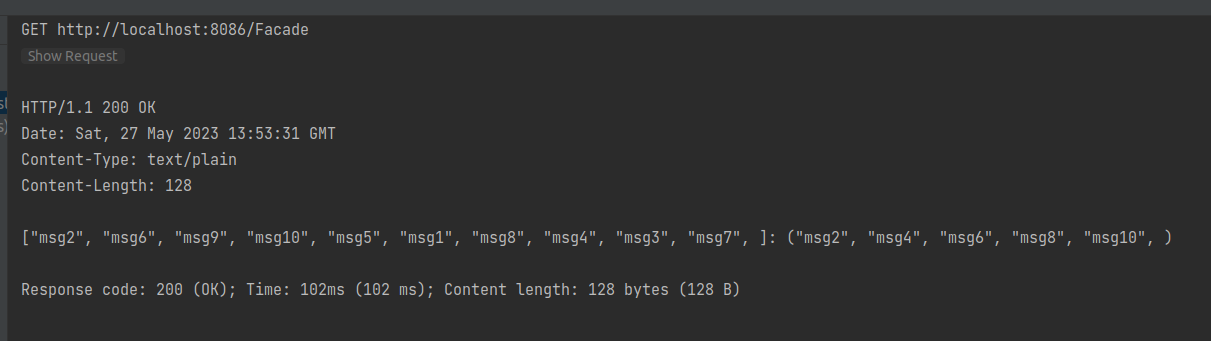 GET http://localhost:8086/Facade
Show Request
HTTP/1.1 200 OK
Date: Sat, 27 May 2023 13:53:31 GMT
Content-Type: text/plain
Content-Length: 128
["msg2", "msg6", "msg9", "msg10", "msg5", "msg1", "msg8", "msg4", "msg3", "msg7", ]: ("msg2", "msg4", "msg6", "msg8", "msg10", )
Response code: 200 (OK); Time: 102ms (102 ms); Content length: 128 bytes (128 B)